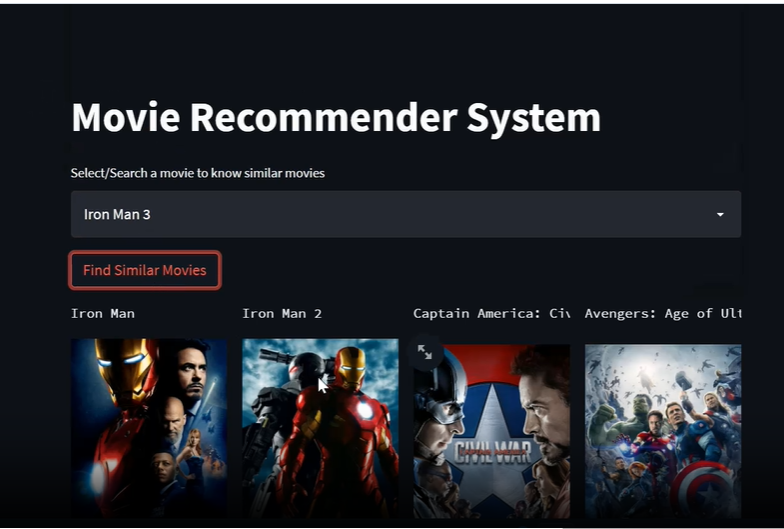 Movie Recommender System
Select/Search a movie to know similar movies
Iron Man 3
Find Similar Movies
Iron Man
Iron Man 2
Captain America: Civ
Avengers: Age of Ult
CIVIL WAR